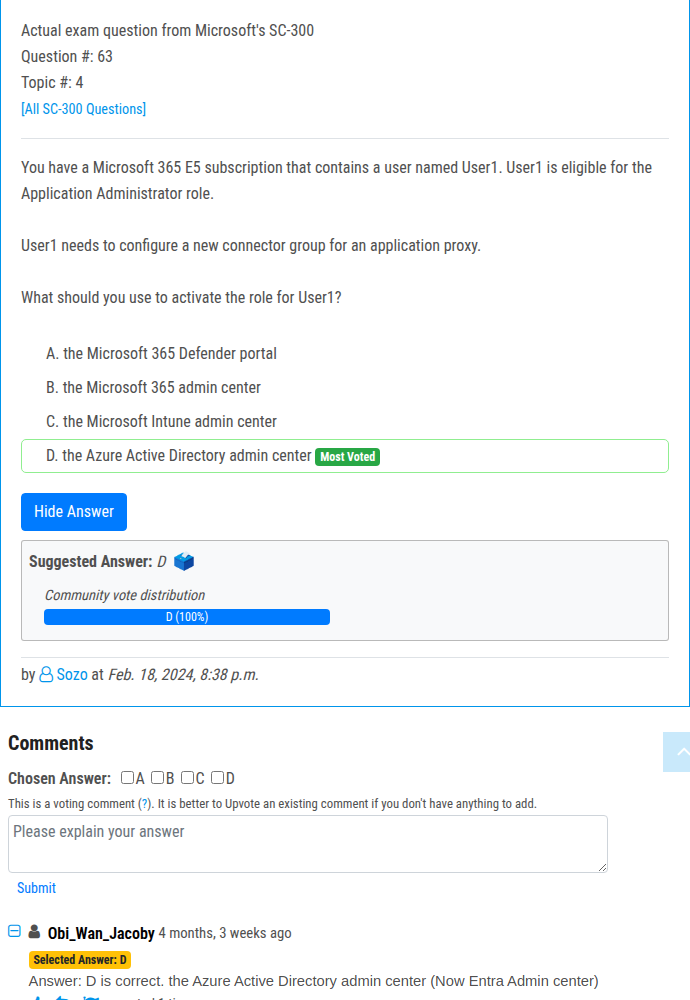 Actual exam question from Microsoft's SC-300
Question #: 63
Topic #: 4
[All SC-300 Questions]
You have a Microsoft 365 E5 subscription that contains a user named User1. User1 is eligible for the
Application Administrator role.
User1 needs to configure a new connector group for an application proxy.
What should you use to activate the role for User1?
A. the Microsoft 365 Defender portal
B. the Microsoft 365 admin center
C. the Microsoft Intune admin center
D. the Azure Active Directory admin center Most Voted
Hide Answer
Suggested Answer: D
Community vote distribution
D (100%)
by Sozo at Feb. 18, 2024, 8:38 p.m.
Comments
Chosen Answer: A B C D
This is a voting comment (?). It is better to Upvote an existing comment if you don't have anything to add.
Please explain your answer
Submit
Obi_Wan_Jacoby 4 months, 3 weeks ago
Selected Answer: D
Answer: D is correct. the Azure Active Directory admin center (Now Entra Admin center)